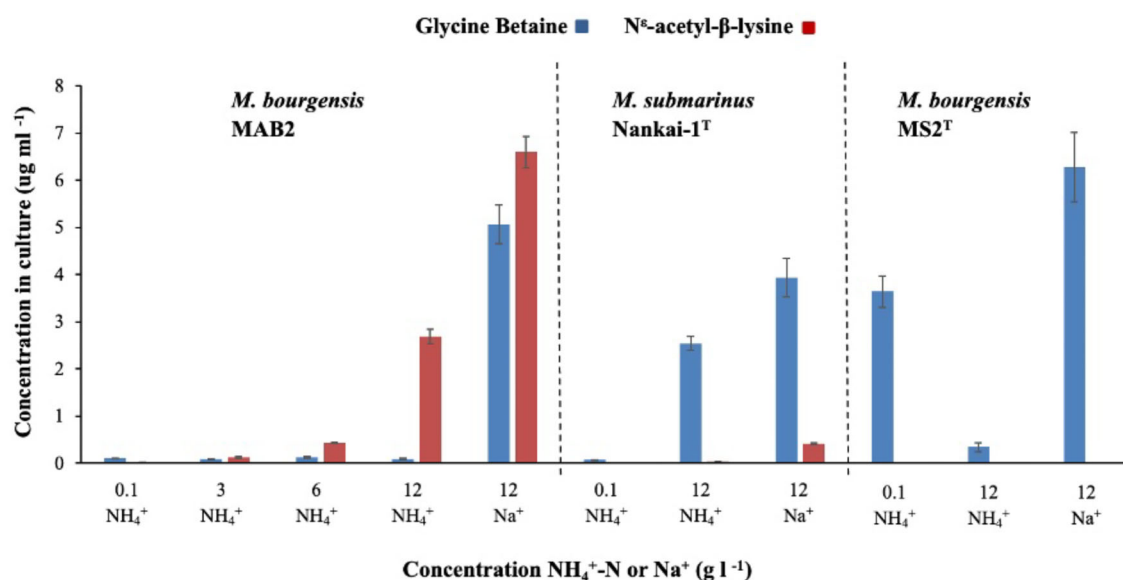 Glycine Betaine Nᵋ-acetyl-β-lysine
M. bourgensis
MAB2
M. submarinus
Nankai-1ᵀ
M. bourgensis
MS2ᵀ
Concentration in culture (ug ml ⁻¹)
8
7
6
5
4
3
2
1
0
0.1 3 6 12 12 0.1 12 12 0.1 12 12
NH₄⁺ NH₄⁺ NH₄⁺ NH₄⁺ Na⁺ NH₄⁺ NH₄⁺ Na⁺ NH₄⁺ NH₄⁺ Na⁺
Concentration NH₄⁺-N or Na⁺ (g l ⁻¹)